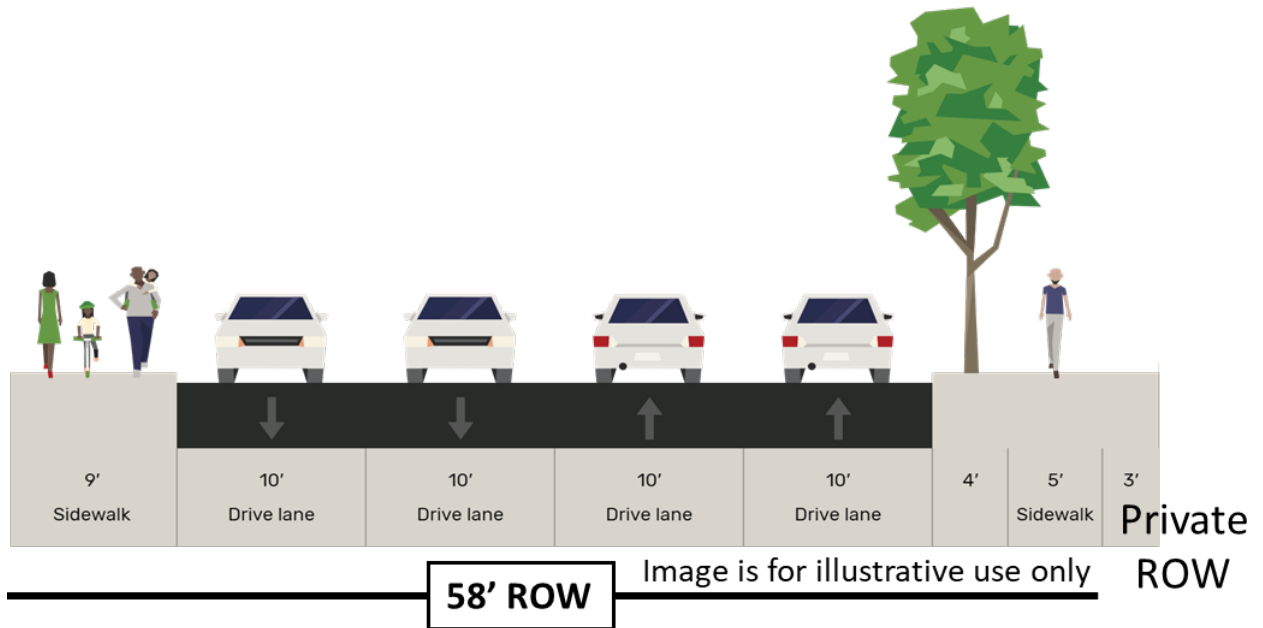 9’
10’
10’
10’
10’
4’
5’
3’
Sidewalk
Drive lane
Drive lane
Drive lane
Drive lane
Sidewalk
Private
ROW
58’ ROW
Image is for illustrative use only